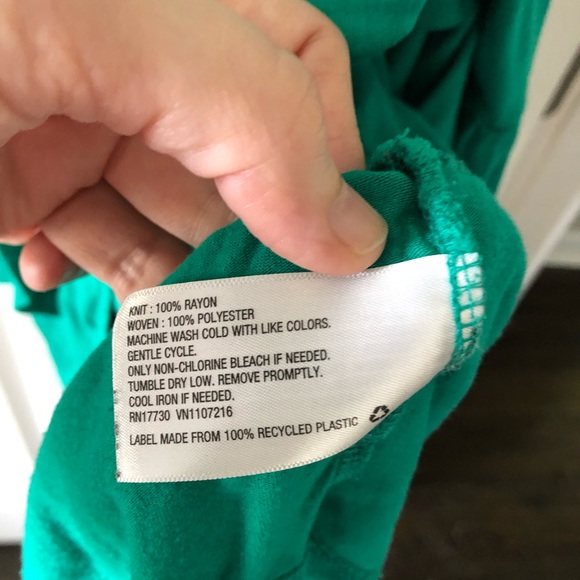 KNIT : 100% RAYON
WOVEN : 100% POLYESTER
MACHINE WASH COLD WITH LIKE COLORS.
GENTLE CYCLE.
ONLY NON-CHLORINE BLEACH IF NEEDED.
TUMBLE DRY LOW. REMOVE PROMPTLY.
COOL IRON IF NEEDED.
RN17730 VN1107216
LABEL MADE FROM 100% RECYCLED PLASTIC